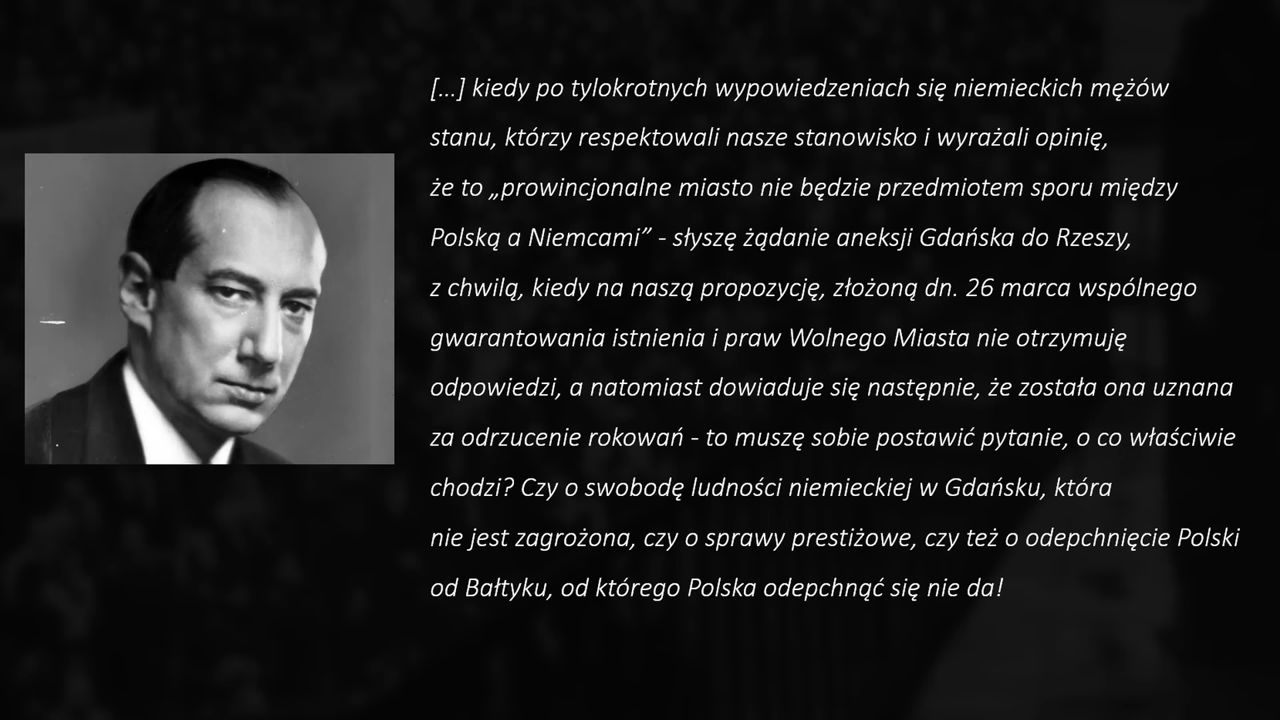 [...] kiedy po tylokrotnych wypowiedzeniach się niemieckich mężów
stanu, którzy respektowali nasze stanowisko i wyrażali opinię,
że to „prowincjonalne miasto nie będzie przedmiotem sporu między
Polską a Niemcami” - słyszę żądanie aneksji Gdańska do Rzeszy,
z chwilą, kiedy na naszą propozycję, złożoną dn. 26 marca wspólnego
gwarantowania istnienia i praw Wolnego Miasta nie otrzymuję
odpowiedzi, a natomiast dowiaduje się następnie, że została ona uznana
za odrzucenie rokowań - to muszę sobie postawić pytanie, o co właściwie
chodzi? Czy o swobodę ludności niemieckiej w Gdańsku, która
nie jest zagrożona, czy o sprawy prestiżowe, czy też o odepchnięcie Polski
od Bałtyku, od którego Polska odepchnąć się nie da!